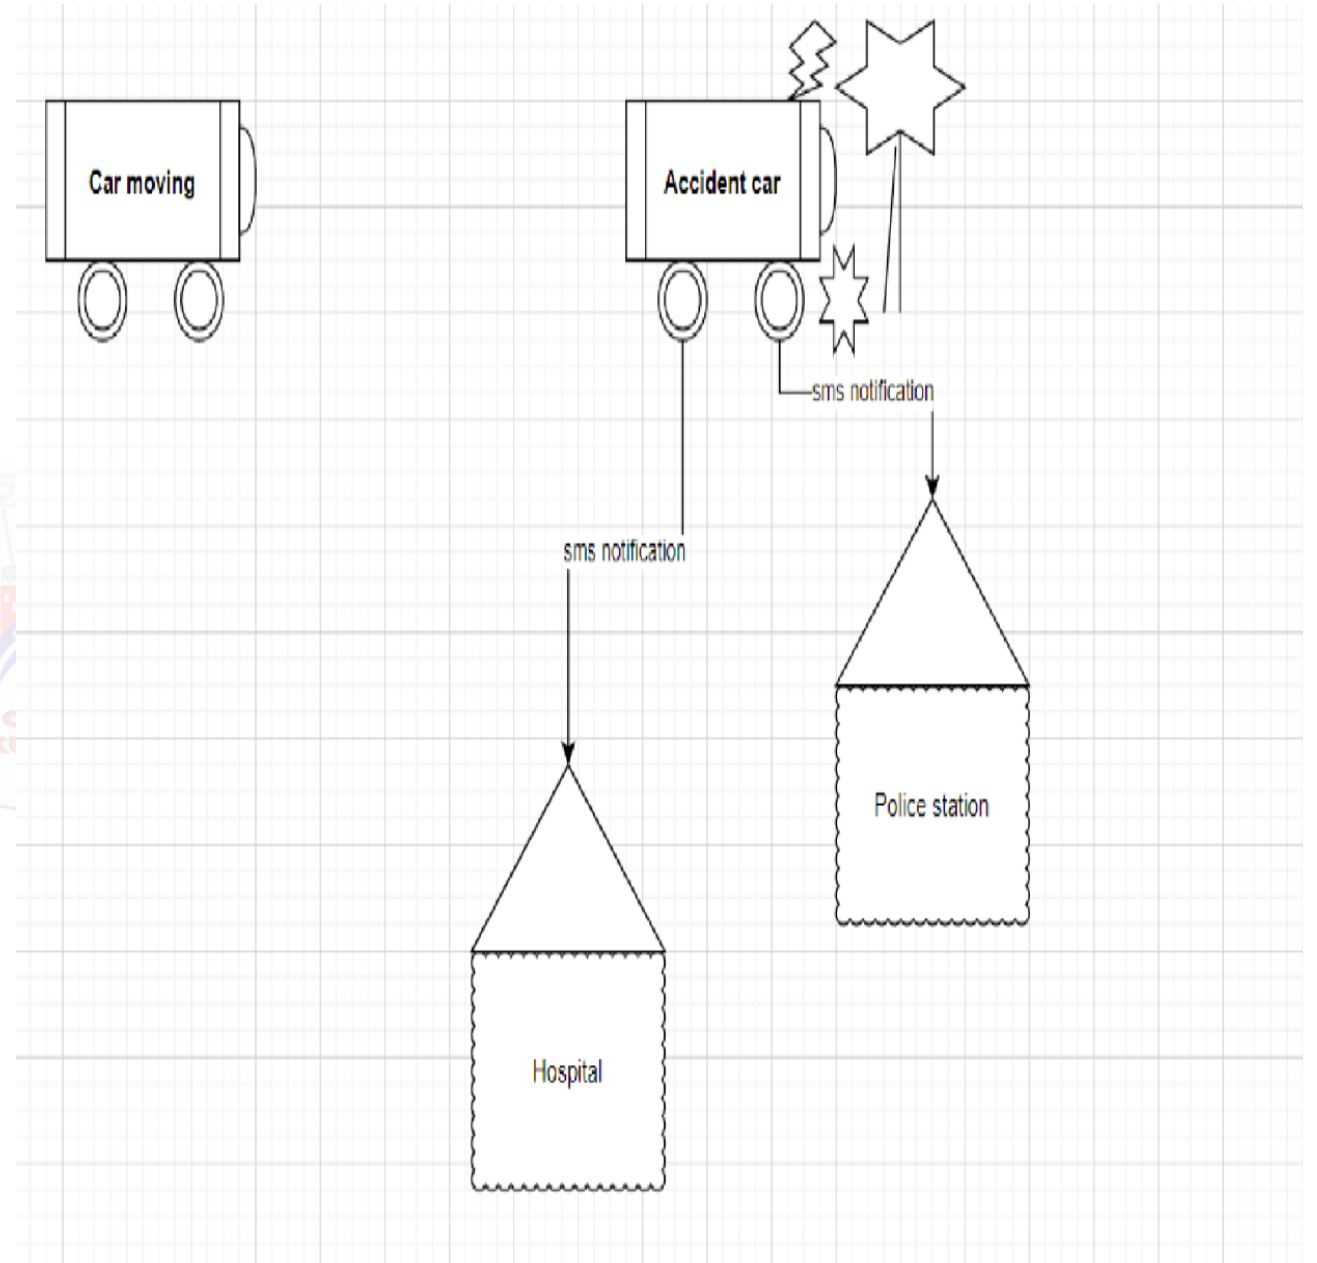 Car moving
Accident car
sms notification
sms notification
Police station
Hospital